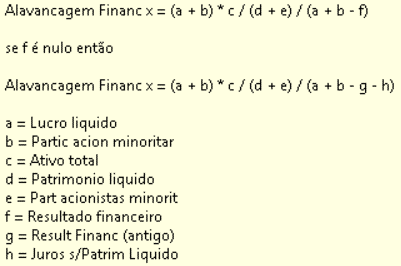 Alavancagem Financ x = (a + b) * c / (d + e) / (a + b - f)
se f é nulo então
Alavancagem Financ x = (a + b) * c / (d + e) / (a + b - g - h)
a = Lucro liquido
b = Partic acion minoritar
c = Ativo total
d = Patrimonio liquido
e = Part acionistas minorit
f = Resultado financeiro
g = Result Financ (antigo)
h = Juros s/Patrim Liquido